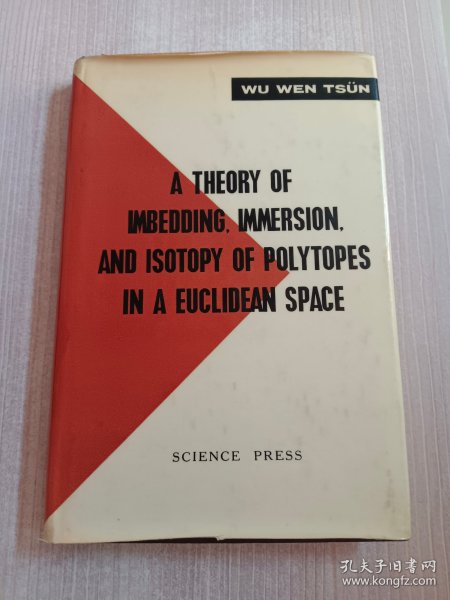 WU WEN TSÜN
A THEORY OF
IMBEDDING, IMMERSION,
AND ISOTOPY OF POLYTOPES
IN A EUCLIDEAN SPACE
SCIENCE PRESS
孔夫子旧书网
www.kongfz.com